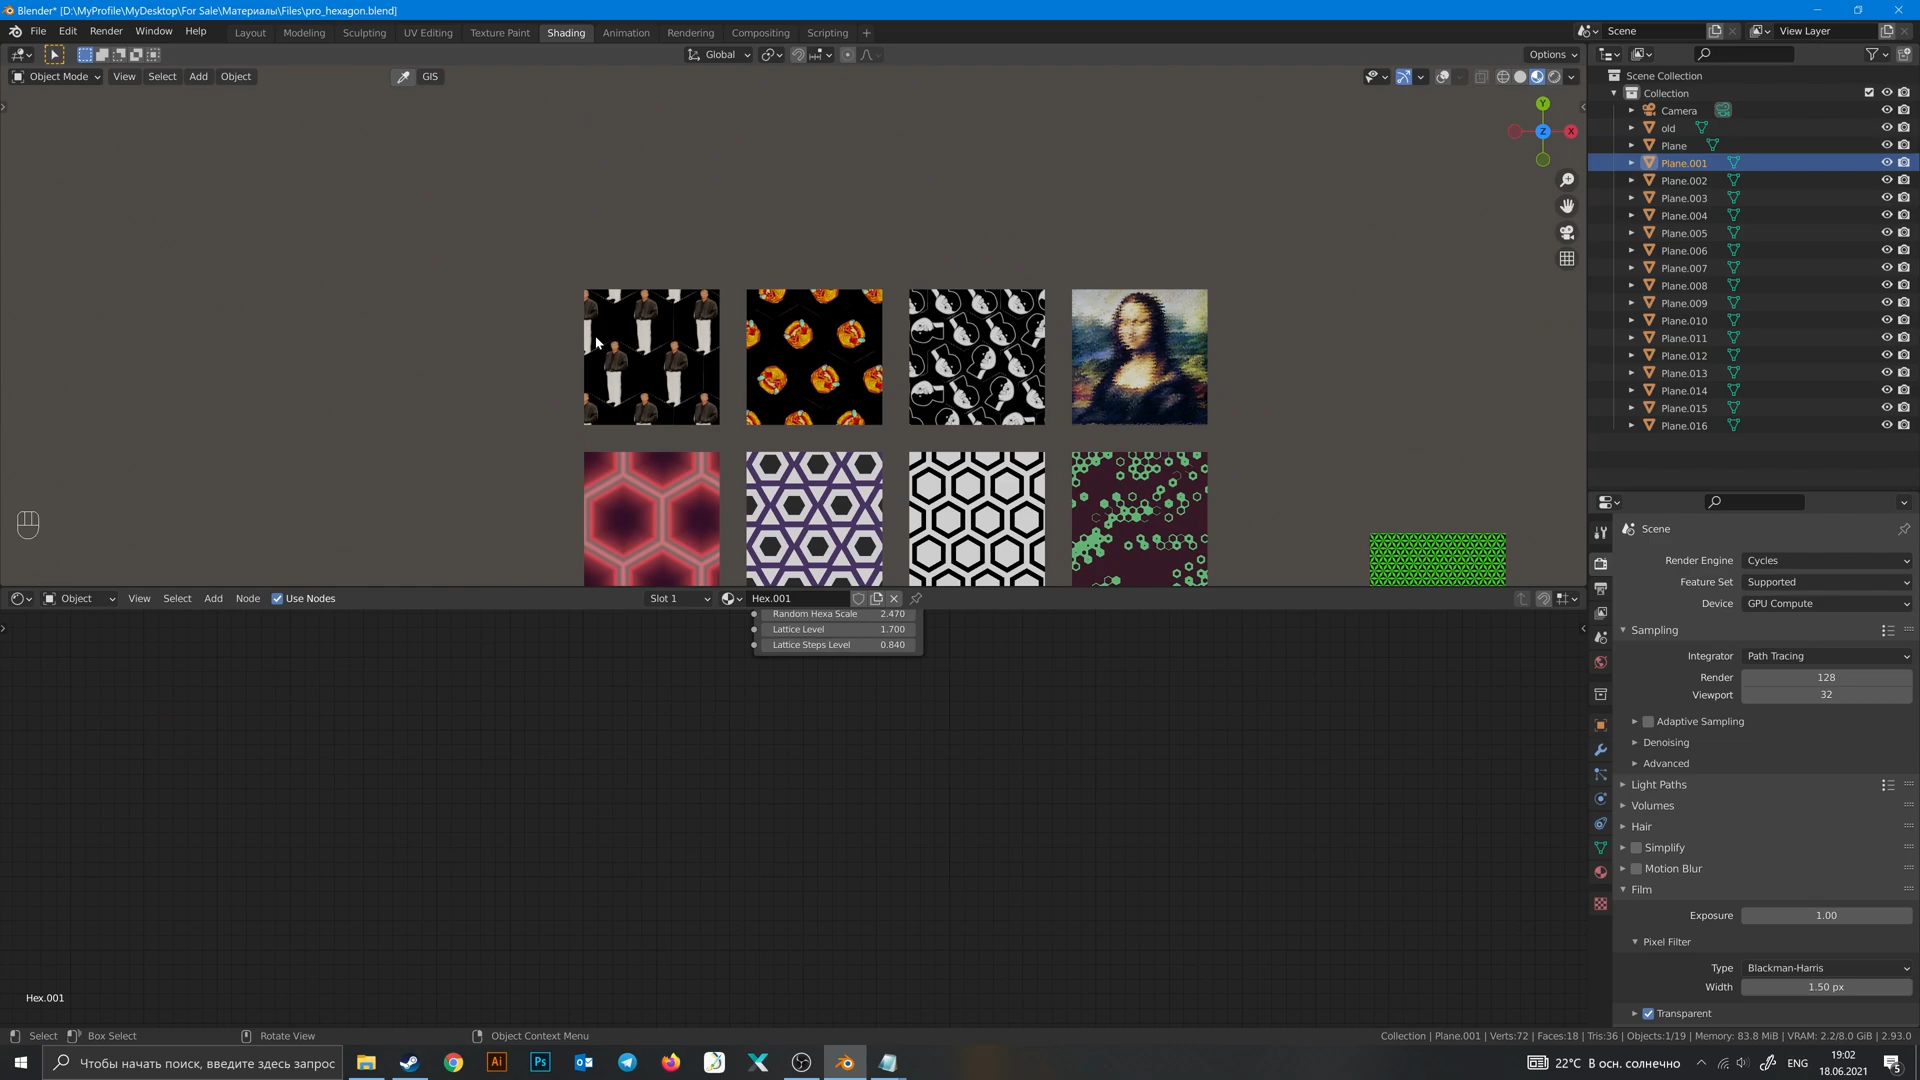 Blender* [D:\MyProfile\MyDesktop\For Sale\Материалы\Files\pro_hexagon.blend]
File Edit Render Window Help Layout Modeling Sculpting UV Editing Texture Paint Shading Animation Rendering Compositing Scripting + Scene View Layer
Global Options
Object Mode View Select Add Object GIS
Scene Collection
Collection
Camera
old
Plane
Plane.001
Plane.002
Plane.003
Plane.004
Plane.005
Plane.006
Plane.007
Plane.008
Plane.009
Plane.010
Plane.011
Plane.012
Plane.013
Plane.014
Plane.015
Plane.016
Y
Z X
Scene
Render Engine Cycles
Feature Set Supported
Device GPU Compute
Sampling
Integrator Path Tracing
Render 128
Viewport 32
Adaptive Sampling
Denoising
Advanced
Light Paths
Volumes
Hair
Simplify
Motion Blur
Film
Exposure 1.00
Pixel Filter
Type Blackman-Harris
Width 1.50 px
Transparent
Object View Select Add Node Use Nodes Slot 1 Hex.001
Random Hexa Scale 2.470
Lattice Level 1.700
Lattice Steps Level 0.840
Hex.001
Select Box Select Rotate View Object Context Menu Collection | Plane.001 | Verts:72 | Faces:18 | Tris:36 | Objects:1/19 | Memory: 83.8 MiB | VRAM: 2.2/8.0 GiB | 2.93.0
Чтобы начать поиск, введите здесь запрос Ai Ps 22°C В осн. солнечно ENG 19:02
18.06.2021 5